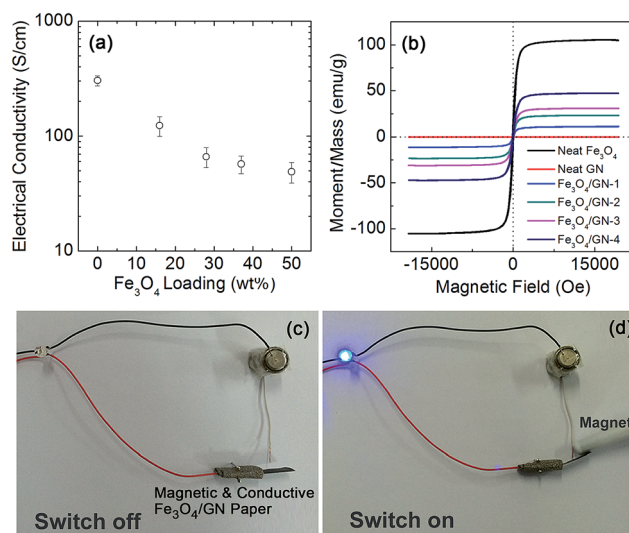 (a)
Electrical Conductivity (S/cm)
1000
100
10
0 10 20 30 40 50
Fe₃O₄ Loading (wt%)
(b)
Moment/Mass (emu/g)
100
50
0
-50
-100
-15000 0 15000
Magnetic Field (Oe)
Neat Fe₃O₄
Neat GN
Fe₃O₄/GN-1
Fe₃O₄/GN-2
Fe₃O₄/GN-3
Fe₃O₄/GN-4
(c)
Magnetic & Conductive
Fe₃O₄/GN Paper
Switch off
(d)
Magnet
Switch on